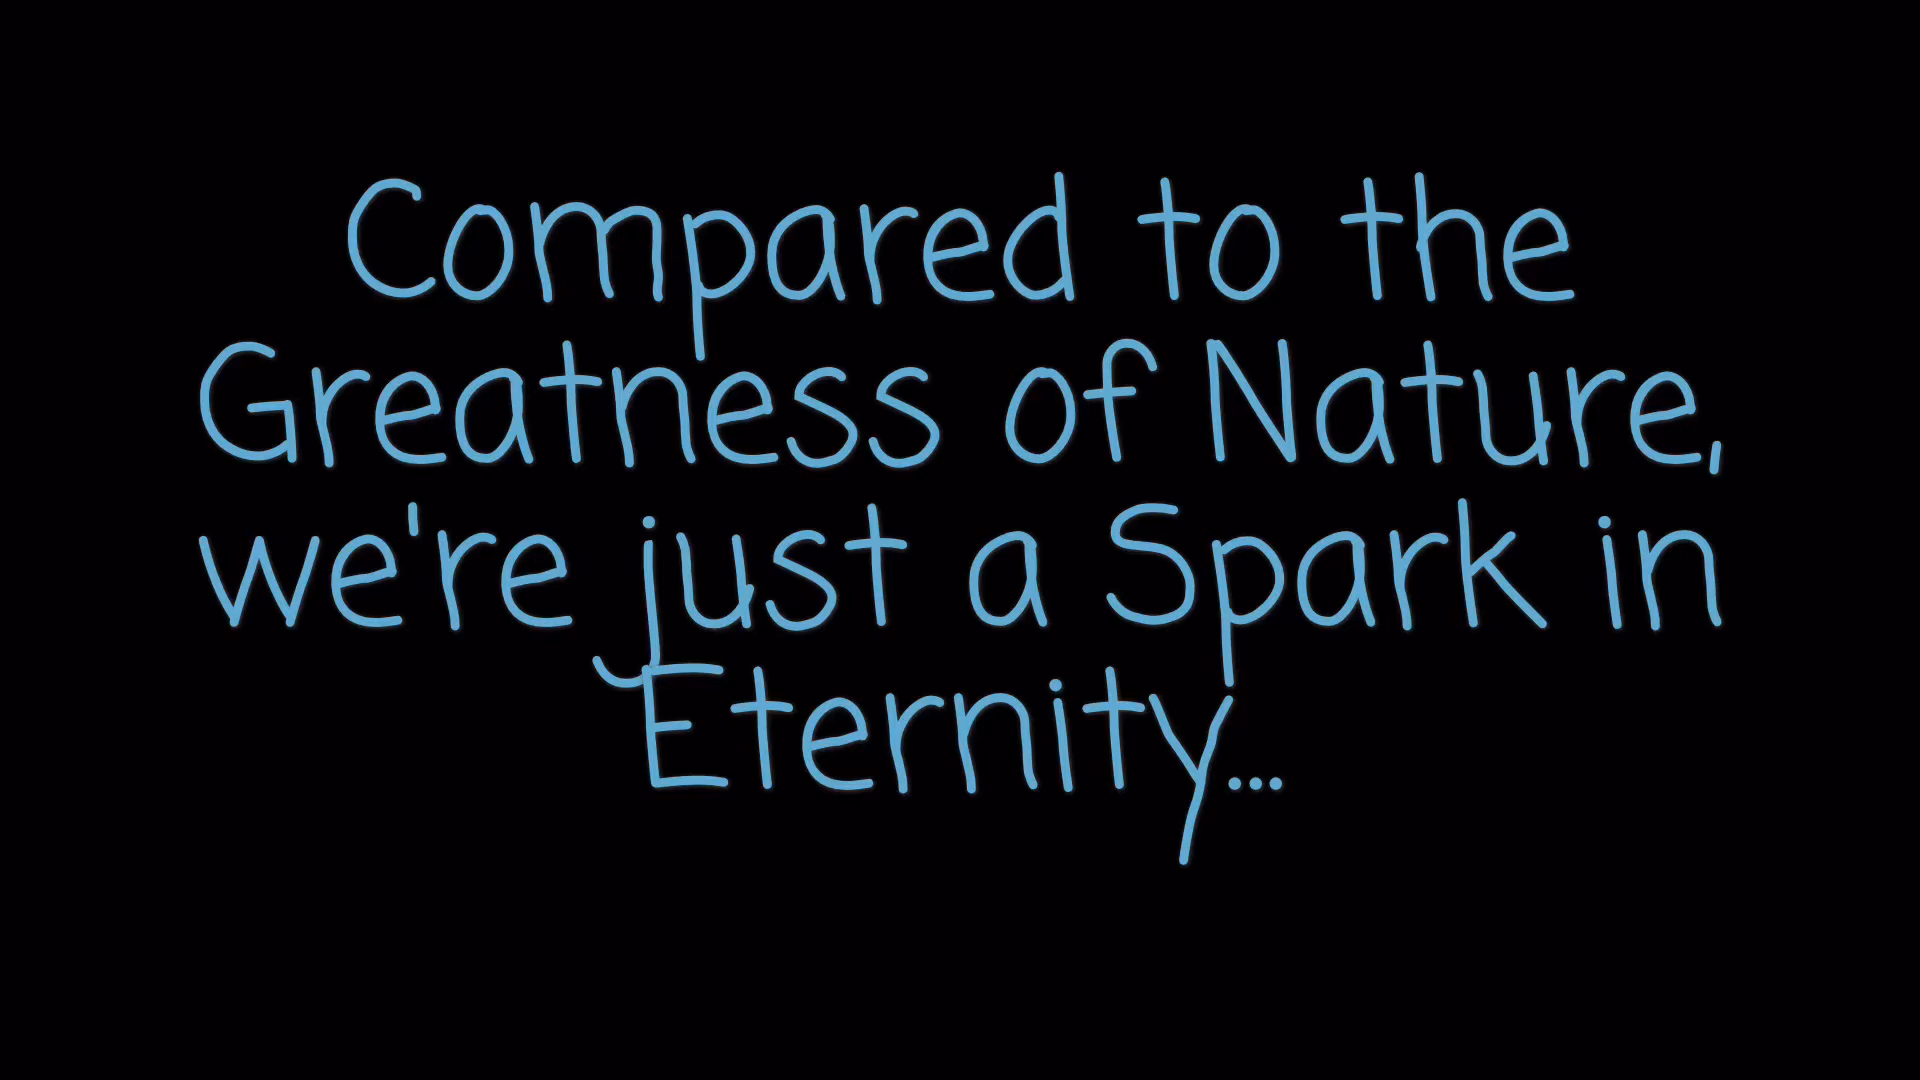 Compared to the
Greatness of Nature,
we're just a Spark in
Eternity...